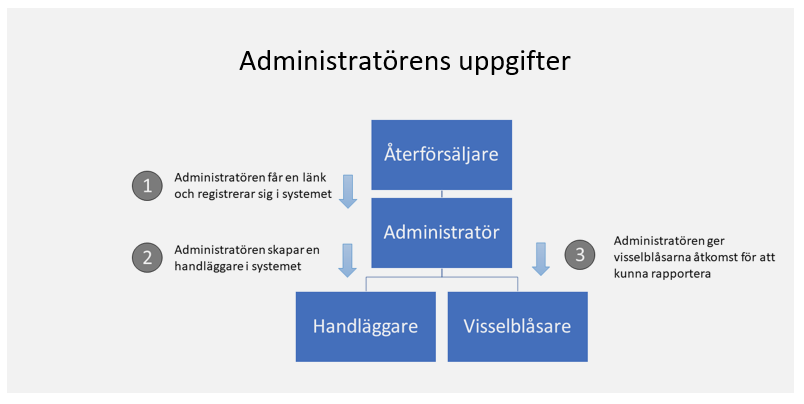 Administratörens uppgifter
Återförsäljare
1
Administratören får en länk
och registrerar sig i systemet
Administratör
2
Administratören skapar en
handläggare i systemet
3
Administratören ger
visselblåsarna åtkomst för att
kunna rapportera
Handläggare
Visselblåsare